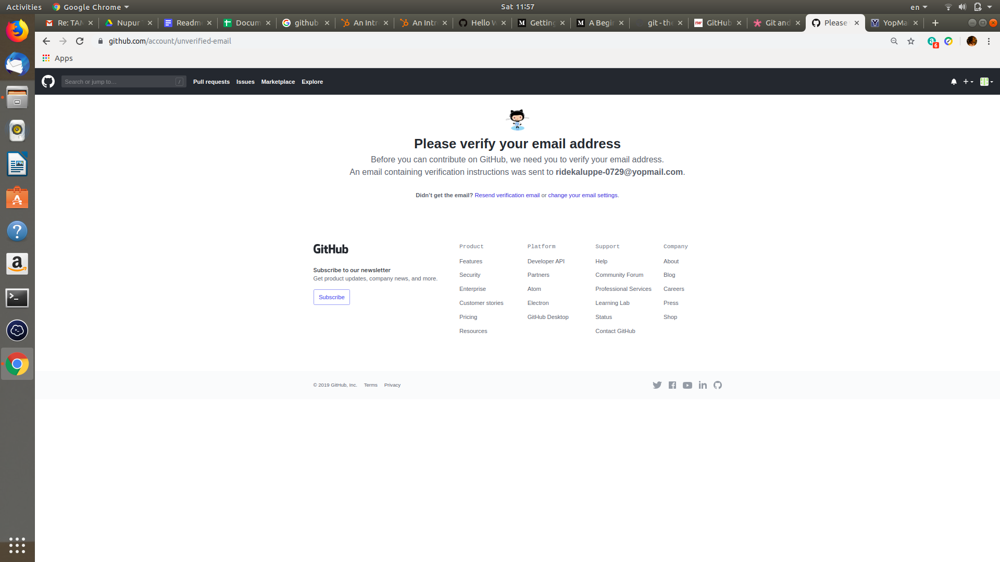 Activities
Google Chrome
Sat 11:57
en
Re: TAM
Nupur
Readm
Docum
github
An Intr
An Intr
Hello W
Getting
A Begin
git - the
GitHub
Git and
Please
YopMa
github.com/account/unverified-email
6
Apps
Search or jump to…
/
Pull requests
Issues
Marketplace
Explore
Please verify your email address
Before you can contribute on GitHub, we need you to verify your email address.
An email containing verification instructions was sent to ridekaluppe-0729@yopmail.com.
Didn't get the email? Resend verification email or change your email settings.
GitHub
Subscribe to our newsletter
Get product updates, company news, and more.
Subscribe
Product
Features
Security
Enterprise
Customer stories
Pricing
Resources
Platform
Developer API
Partners
Atom
Electron
GitHub Desktop
Support
Help
Community Forum
Professional Services
Learning Lab
Status
Contact GitHub
Company
About
Blog
Careers
Press
Shop
© 2019 GitHub, Inc.
Terms
Privacy